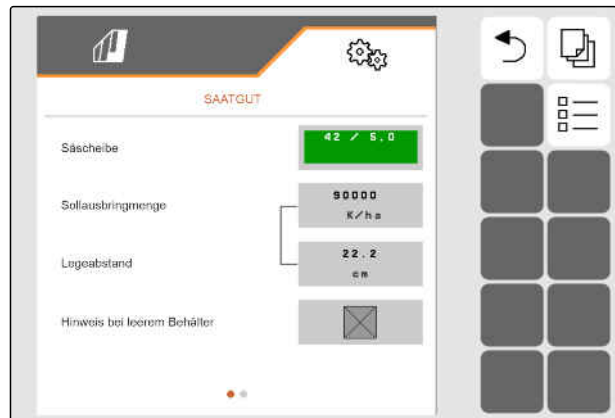 SAATGUT
Säscheibe
42 / 5,0
Sollausbringmenge
90000
K/ha
Legeabstand
22.2
cm
Hinweis bei leerem Behälter